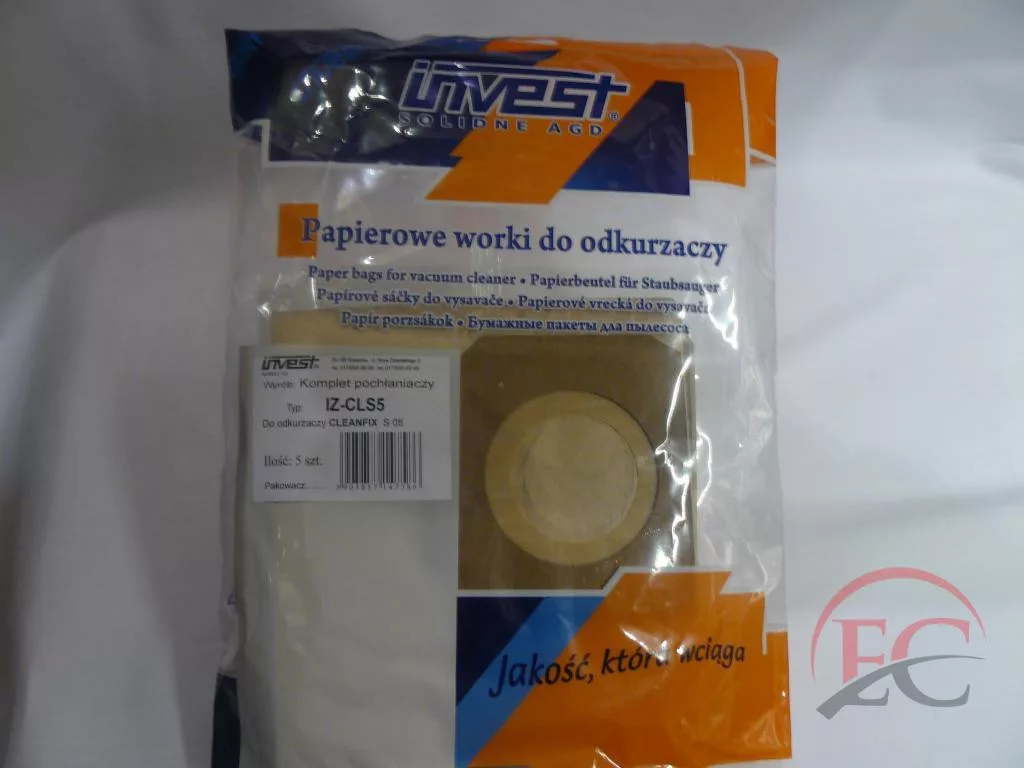 invest®
SOLIDNE AGD
Papierowe worki do odkurzaczy
Paper bags for vacuum cleaner • Papierbeutel für Staubsauger
Papírové sáčky do vysavače • Papierové vrecká do vysavača
Papír porzsákok • Бумажные пакеты для пылесоса
invest
Wyrób: Komplet pochłaniaczy
Typ: IZ-CLS5
Do odkurzaczy CLEANFIX S 05
Ilość: 5 szt.
Pakowacz:......
Jakość, która wciąga
EC